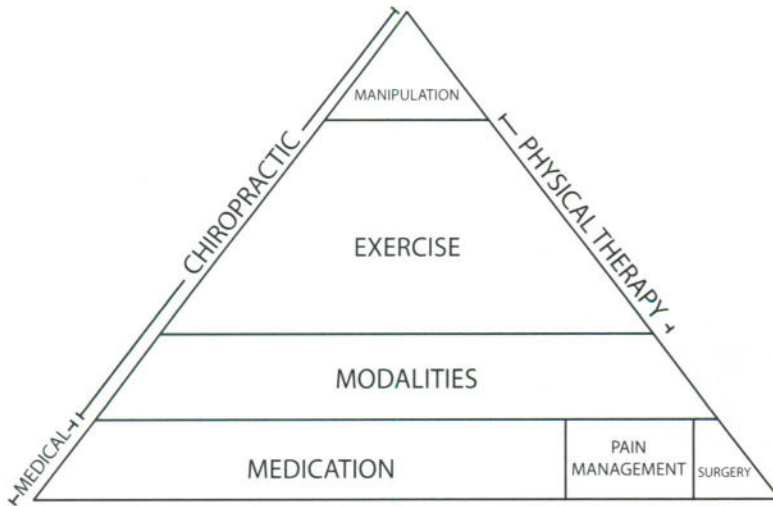 MANIPULATION
CHIROPRACTIC
PHYSICAL THERAPY
EXERCISE
MODALITIES
MEDICAL
MEDICATION
PAIN
MANAGEMENT
SURGERY